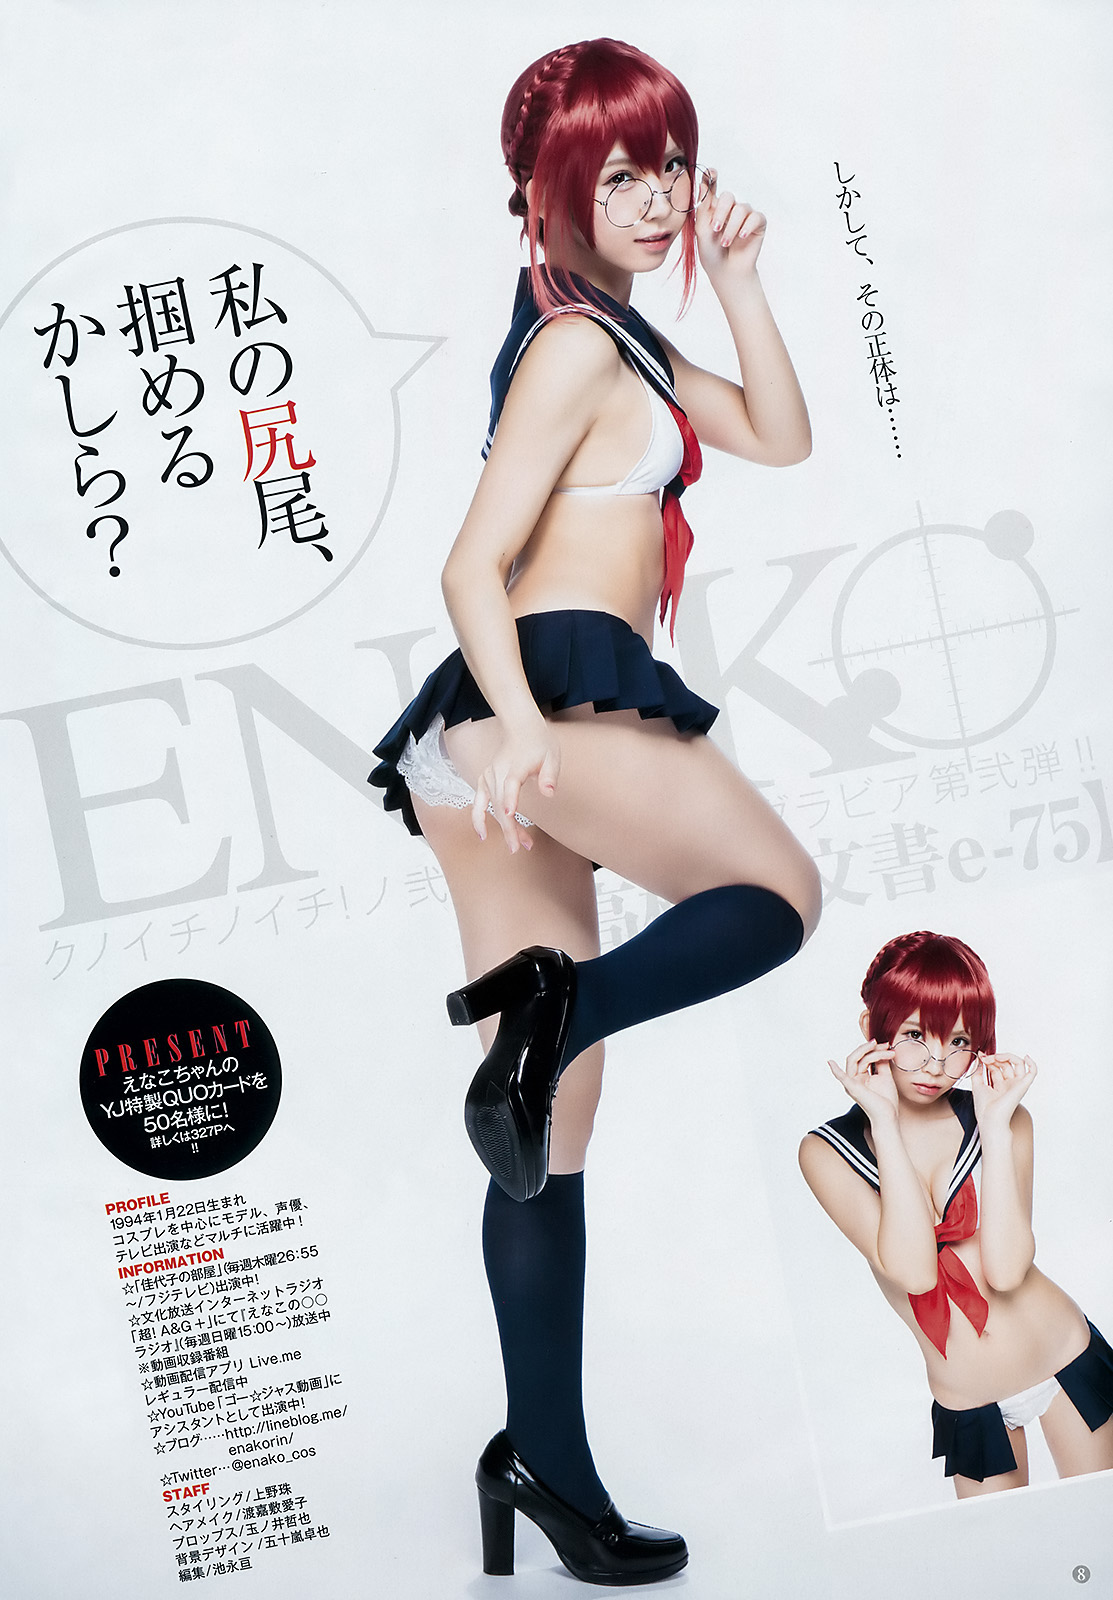 しかして、その正体は……
私の尻尾、
掴める
かしら?
ENAKO
グラビア第弐弾!!
クノイチノイチ!ノ弐
文書e-75
PRESENT
えなこちゃんの
YJ特製QUOカードを
50名様に!
詳しくは327Pへ
!!
PROFILE
1994年1月22日生まれ
コスプレを中心にモデル、声優、
テレビ出演などマルチに活躍中!
INFORMATION
☆「佳代子の部屋」(毎週木曜26:55
〜/フジテレビ)出演中!
☆文化放送インターネットラジオ
「超!A&G+」にて『えなこの○○
ラジオ』(毎週日曜15:00〜)放送中
※動画収録番組
☆動画配信アプリ Live.me
レギュラー配信中
☆YouTube「ゴー☆ジャス動画」に
アシスタントとして出演中!
☆ブログ……http://lineblog.me/
enakorin/
☆Twitter…@enako_cos
STAFF
スタイリング/上野珠
ヘアメイク/渡嘉敷愛子
プロップス/玉ノ井哲也
背景デザイン/五十嵐卓也
編集/池永亘
8